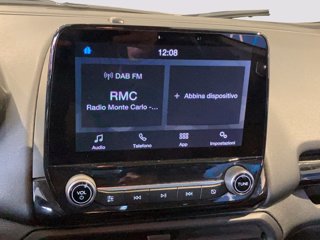 12:08
DAB FM
RMC
Radio Monte Carlo -...
+ Abbina dispositivo
Audio
Telefono
App
Impostazioni
VOL
TUNE